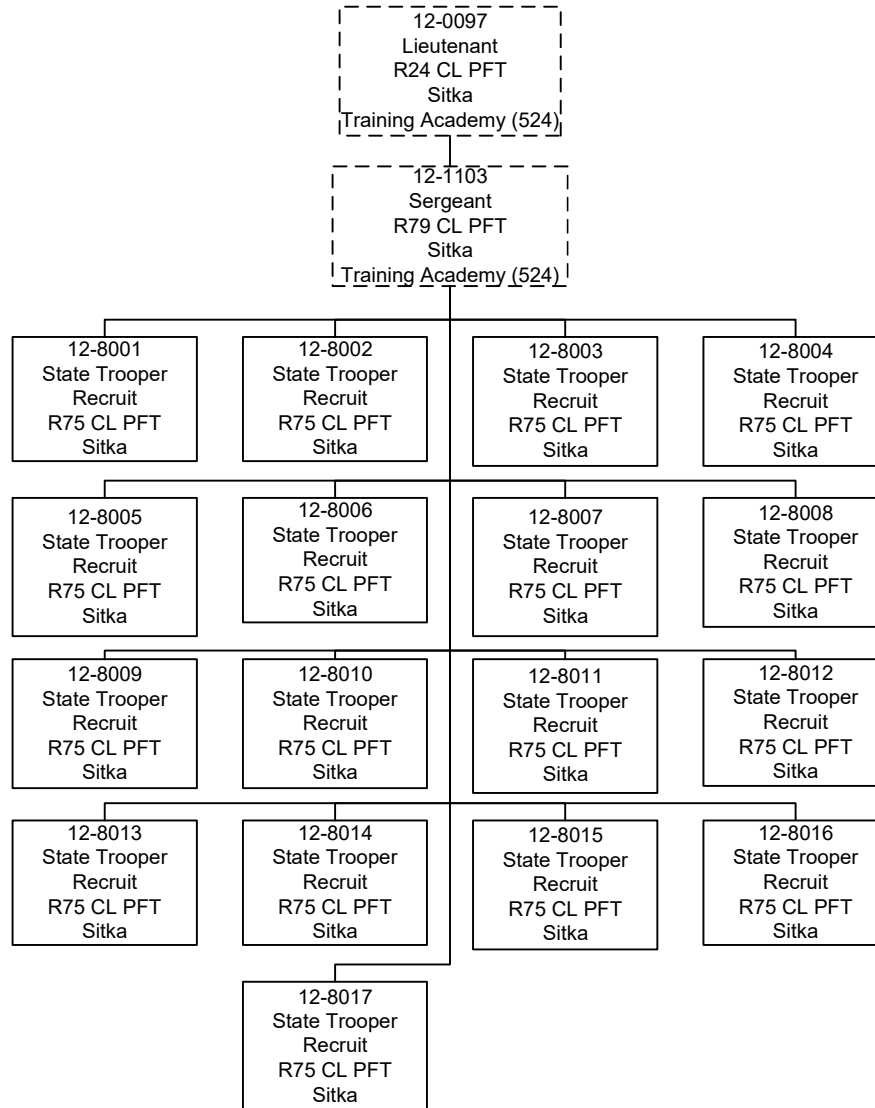 12-0097
Lieutenant
R24 CL PFT
Sitka
Training Academy (524)
12-1103
Sergeant
R79 CL PFT
Sitka
Training Academy (524)
12-8001
State Trooper
Recruit
R75 CL PFT
Sitka
12-8002
State Trooper
Recruit
R75 CL PFT
Sitka
12-8003
State Trooper
Recruit
R75 CL PFT
Sitka
12-8004
State Trooper
Recruit
R75 CL PFT
Sitka
12-8005
State Trooper
Recruit
R75 CL PFT
Sitka
12-8006
State Trooper
Recruit
R75 CL PFT
Sitka
12-8007
State Trooper
Recruit
R75 CL PFT
Sitka
12-8008
State Trooper
Recruit
R75 CL PFT
Sitka
12-8009
State Trooper
Recruit
R75 CL PFT
Sitka
12-8010
State Trooper
Recruit
R75 CL PFT
Sitka
12-8011
State Trooper
Recruit
R75 CL PFT
Sitka
12-8012
State Trooper
Recruit
R75 CL PFT
Sitka
12-8013
State Trooper
Recruit
R75 CL PFT
Sitka
12-8014
State Trooper
Recruit
R75 CL PFT
Sitka
12-8015
State Trooper
Recruit
R75 CL PFT
Sitka
12-8016
State Trooper
Recruit
R75 CL PFT
Sitka
12-8017
State Trooper
Recruit
R75 CL PFT
Sitka